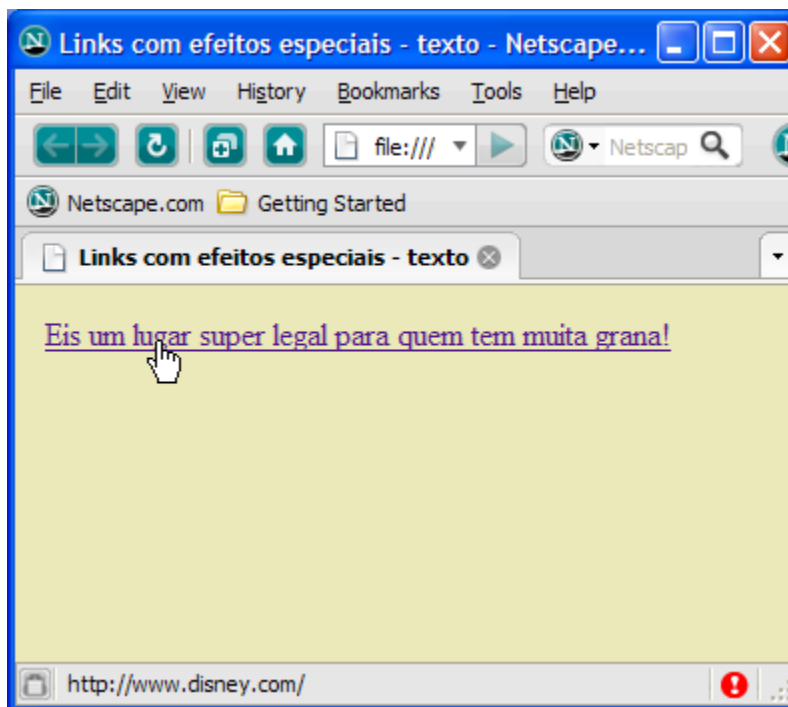 Links com efeitos especiais - texto - Netscape...
File Edit View History Bookmarks Tools Help
file:/// Netscap
Netscape.com Getting Started
Links com efeitos especiais - texto
Eis um lugar super legal para quem tem muita grana!
http://www.disney.com/